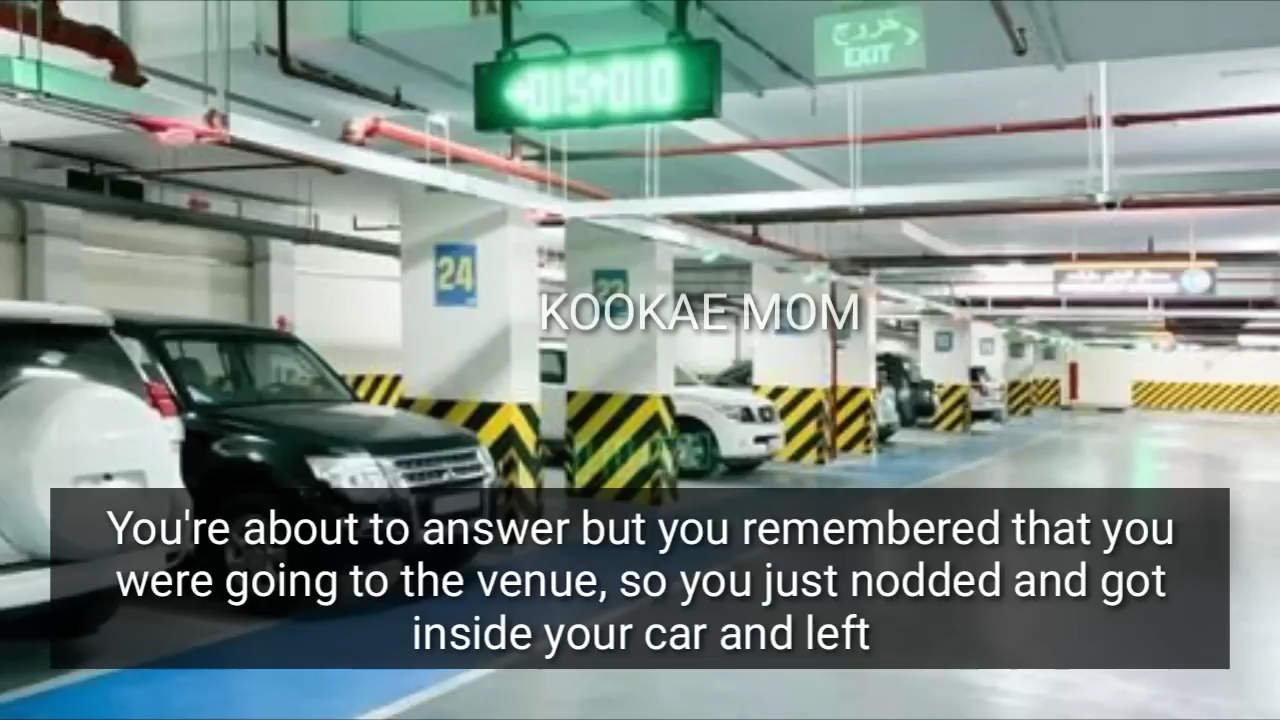 خروج
EXIT
24
22
KOOKAE MOM
You're about to answer but you remembered that you
were going to the venue, so you just nodded and got
inside your car and left